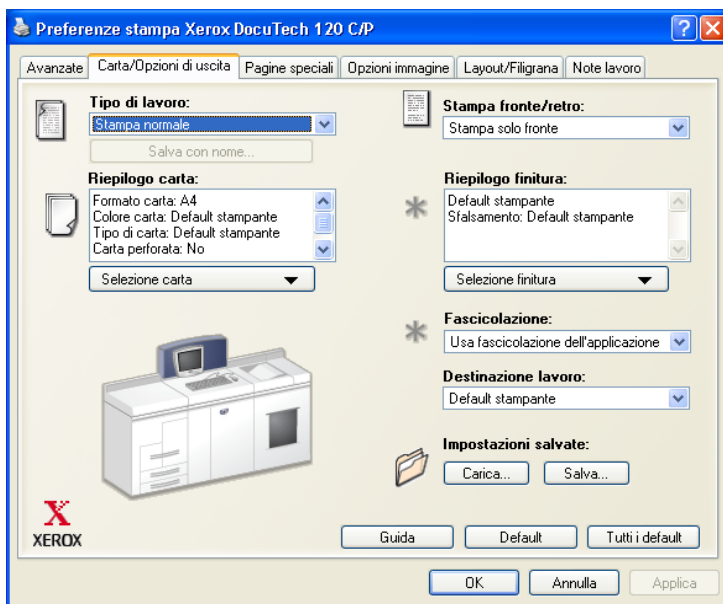 Preferenze stampa Xerox DocuTech 120 C/P
Avanzate
Carta/Opzioni di uscita
Pagine speciali
Opzioni immagine
Layout/Filigrana
Note lavoro
Tipo di lavoro:
Stampa normale
Salva con nome...
Riepilogo carta:
Formato carta: A4
Colore carta: Default stampante
Tipo di carta: Default stampante
Carta perforata: No
Selezione carta
Stampa fronte/retro:
Stampa solo fronte
Riepilogo finitura:
Default stampante
Sfalsamento: Default stampante
Selezione finitura
Fascicolazione:
Usa fascicolazione dell'applicazione
Destinazione lavoro:
Default stampante
Impostazioni salvate:
Carica...
Salva...
X
XEROX
Guida
Default
Tutti i default
OK
Annulla
Applica